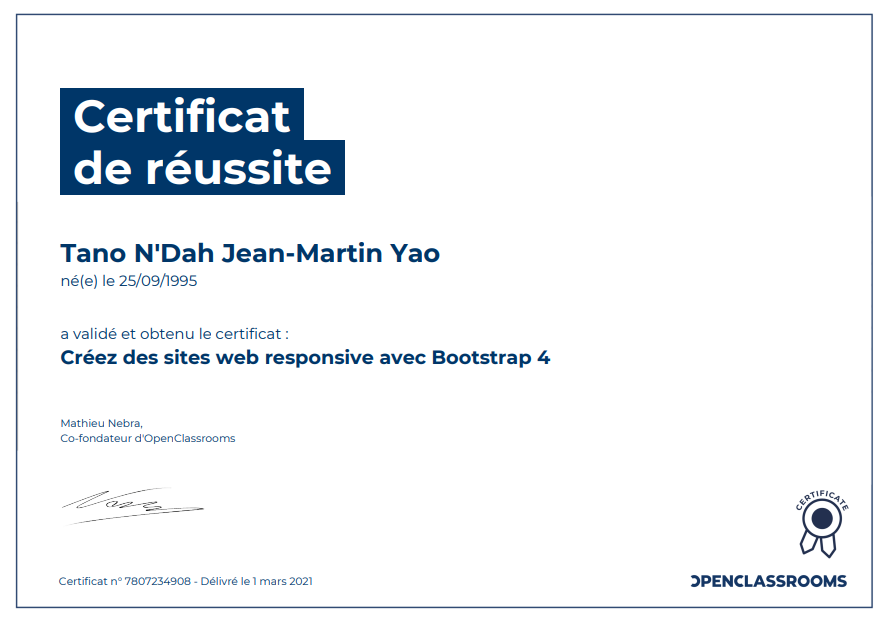 Certificat
de réussite
Tano N'Dah Jean-Martin Yao
né(e) le 25/09/1995
a validé et obtenu le certificat :
Créez des sites web responsive avec Bootstrap 4
Mathieu Nebra,
Co-fondateur d'OpenClassrooms
CERTIFICATE
Certificat n° 7807234908 - Délivré le 1 mars 2021
OPENCLASSROOMS